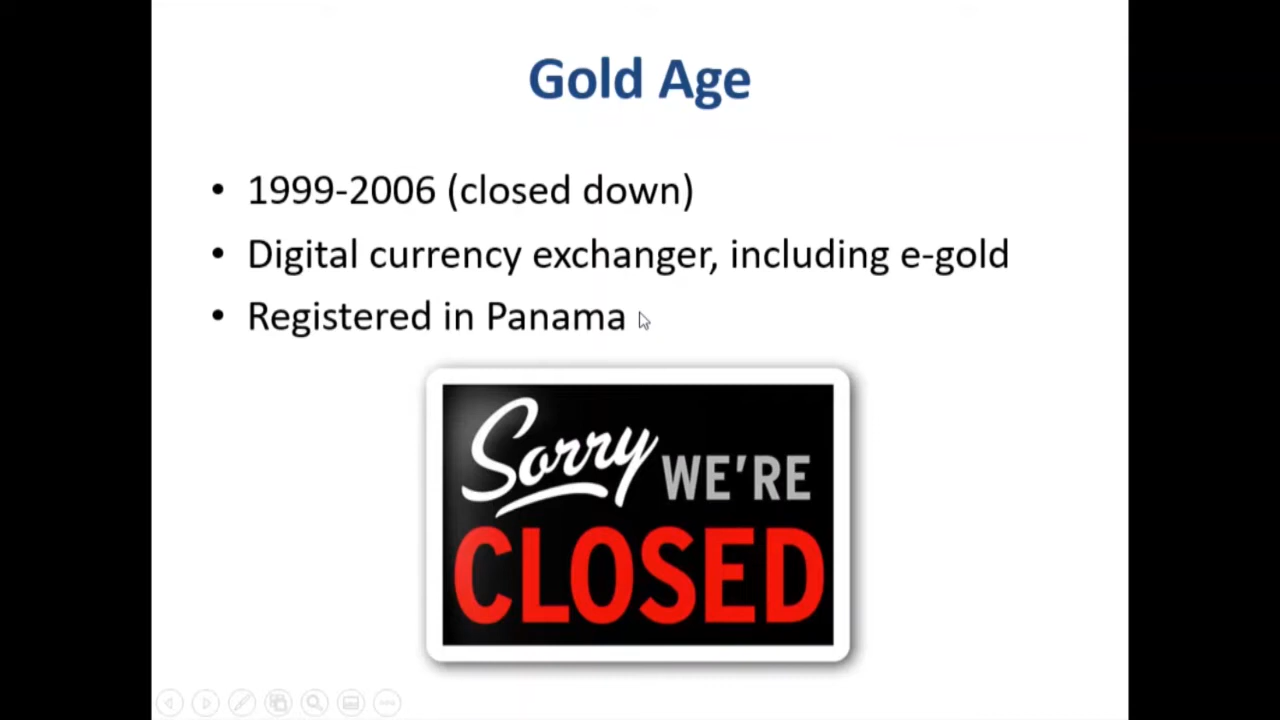 Gold Age
• 1999-2006 (closed down)
• Digital currency exchanger, including e-gold
• Registered in Panama
Sorry WE'RE
CLOSED